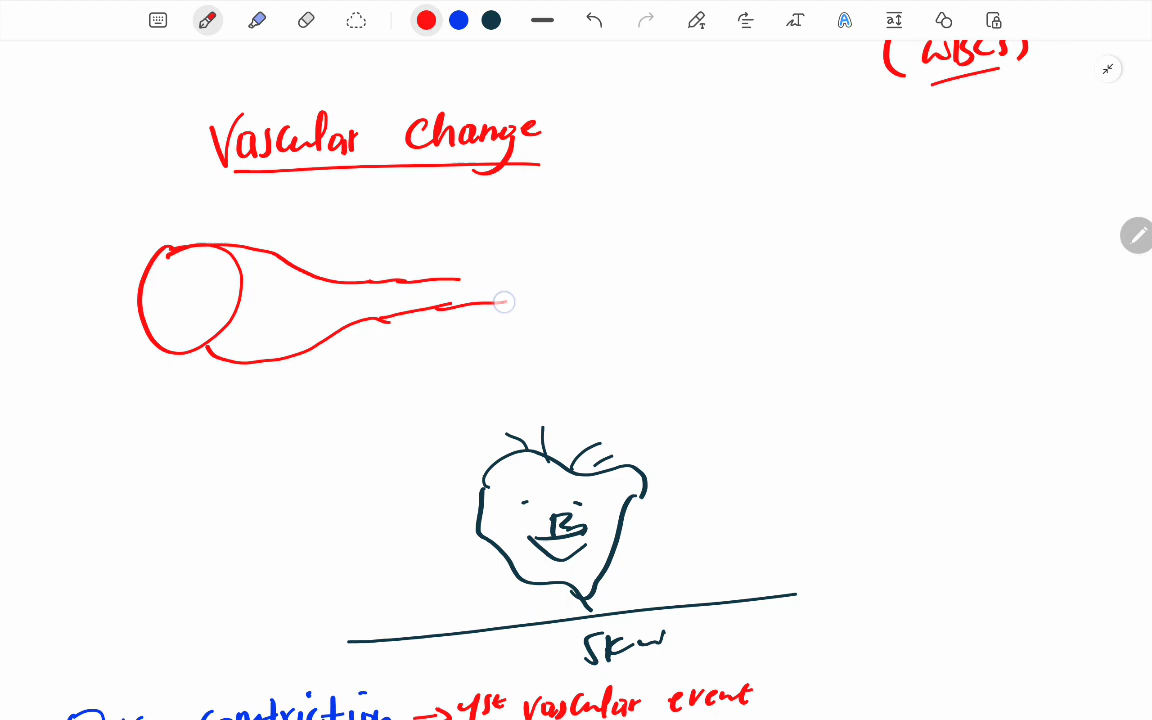 (WBCs)
Vascular Change
B
Skin
constriction → 1st vascular event